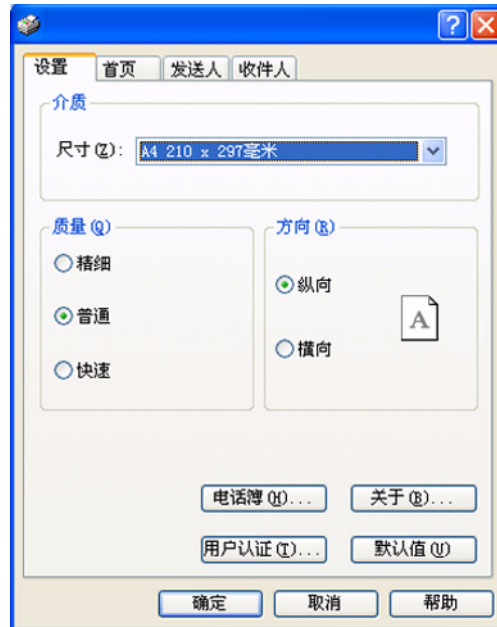 设置 首页 发送人 收件人
介质
尺寸(Z): A4 210 x 297毫米
质量(Q)
精细
普通
快速
方向(R)
纵向
横向
A
电话簿(H)... 关于(B)...
用户认证(T)... 默认值(U)
确定 取消 帮助